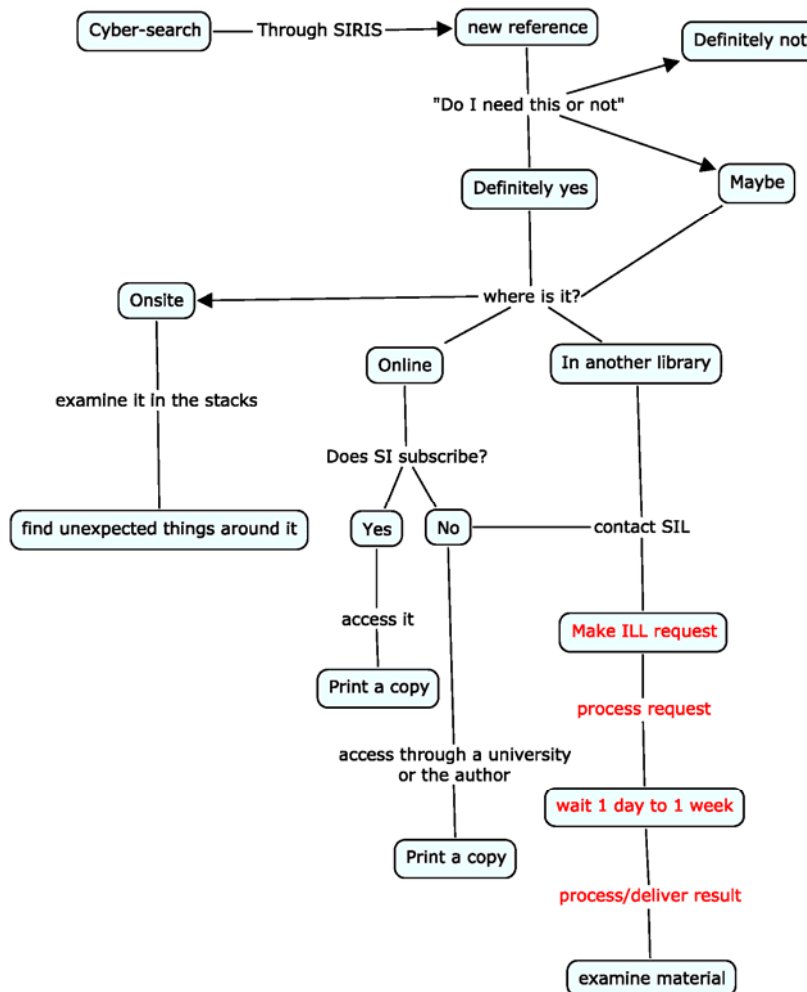 Cyber-search
Through SIRIS
new reference
Definitely not
"Do I need this or not"
Definitely yes
Maybe
where is it?
Onsite
Online
In another library
examine it in the stacks
Does SI subscribe?
find unexpected things around it
Yes
No
contact SIL
access it
Make ILL request
Print a copy
process request
access through a university
or the author
wait 1 day to 1 week
Print a copy
process/deliver result
examine material